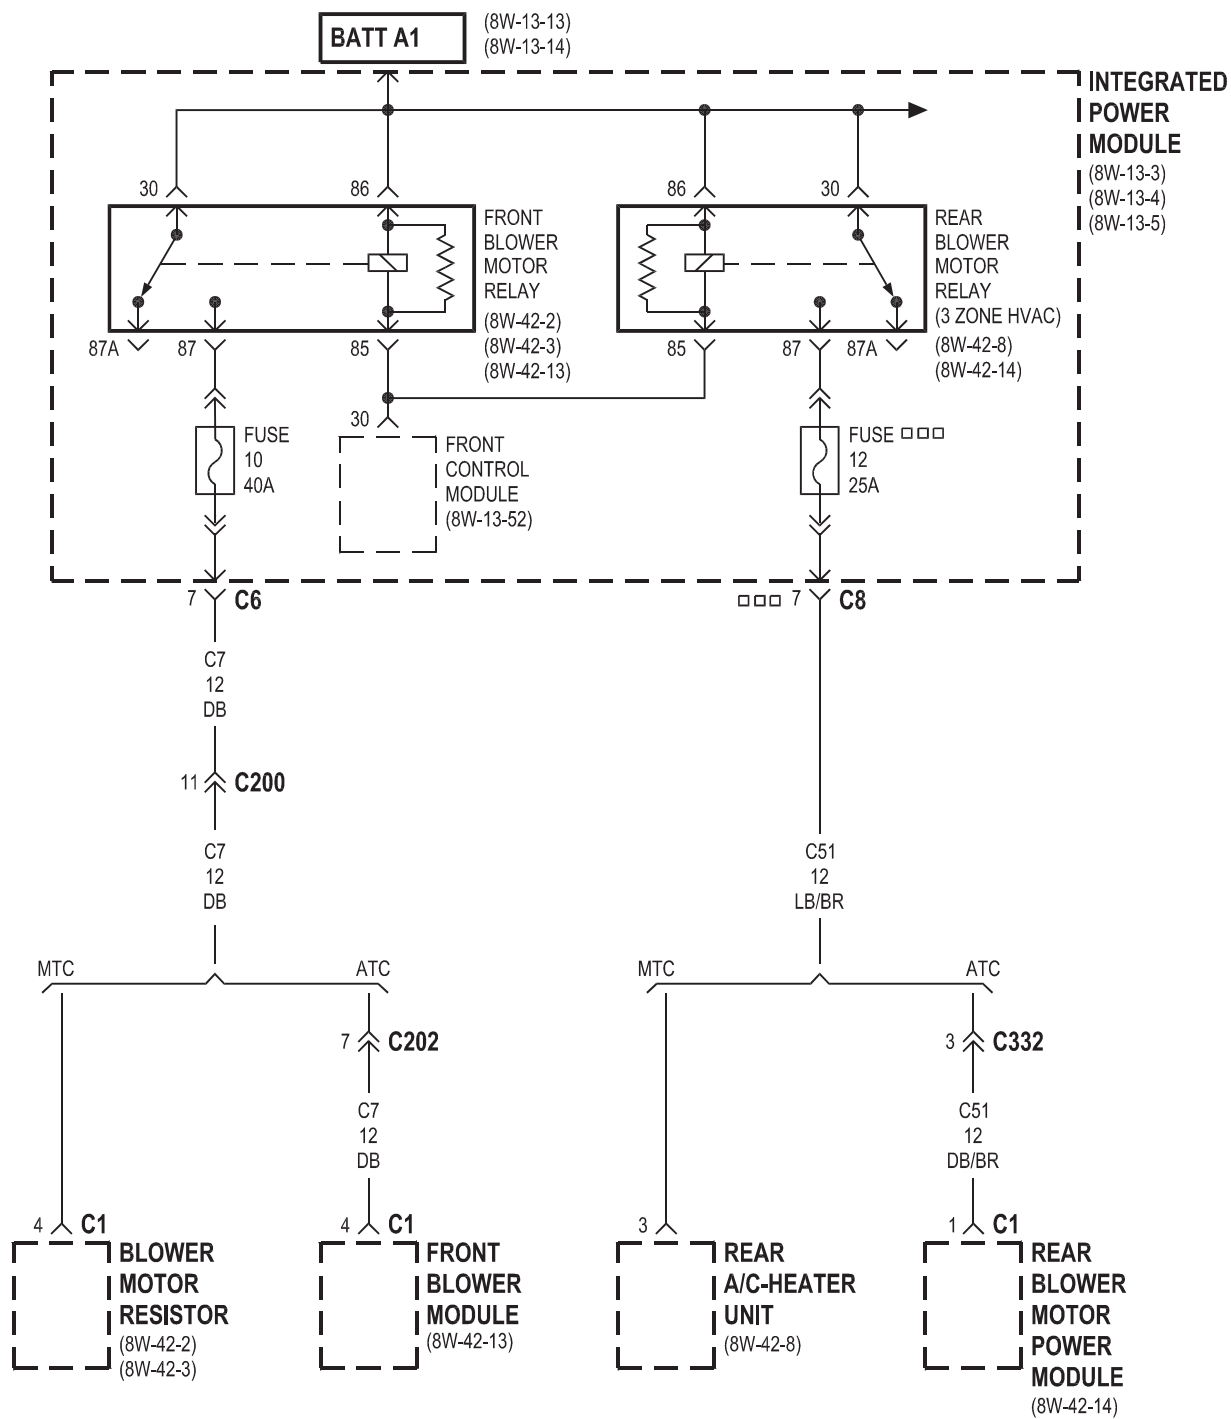 BATT A1
(8W-13-13)
(8W-13-14)
INTEGRATED
POWER
MODULE
(8W-13-3)
(8W-13-4)
(8W-13-5)
30
86
86
30
FRONT
BLOWER
MOTOR
RELAY
(8W-42-2)
(8W-42-3)
(8W-42-13)
REAR
BLOWER
MOTOR
RELAY
(3 ZONE HVAC)
(8W-42-8)
(8W-42-14)
87A
87
85
85
87
87A
30
FUSE
10
40A
FRONT
CONTROL
MODULE
(8W-13-52)
FUSE □□□
12
25A
7 C6
□□□ 7 C8
C7
12
DB
11 C200
C7
12
DB
C51
12
LB/BR
MTC
ATC
MTC
ATC
7 C202
3 C332
C7
12
DB
C51
12
DB/BR
4 C1
4 C1
3
1 C1
BLOWER
MOTOR
RESISTOR
(8W-42-2)
(8W-42-3)
FRONT
BLOWER
MODULE
(8W-42-13)
REAR
A/C-HEATER
UNIT
(8W-42-8)
REAR
BLOWER
MOTOR
POWER
MODULE
(8W-42-14)